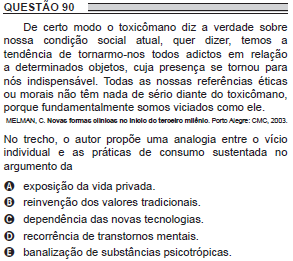 QUESTÃO 90
De certo modo o toxicômano diz a verdade sobre
nossa condição social atual, quer dizer, temos a
tendência de tornarmo-nos todos adictos em relação
a determinados objetos, cuja presença se tornou para
nós indispensável. Todas as nossas referências éticas
ou morais não têm nada de sério diante do toxicômano,
porque fundamentalmente somos viciados como ele.
MELMAN, C. Novas formas clínicas no início do terceiro milênio. Porto Alegre: CMC, 2003.
No trecho, o autor propõe uma analogia entre o vício
individual e as práticas de consumo sustentada no
argumento da
A exposição da vida privada.
B reinvenção dos valores tradicionais.
C dependência das novas tecnologias.
D recorrência de transtornos mentais.
E banalização de substâncias psicotrópicas.